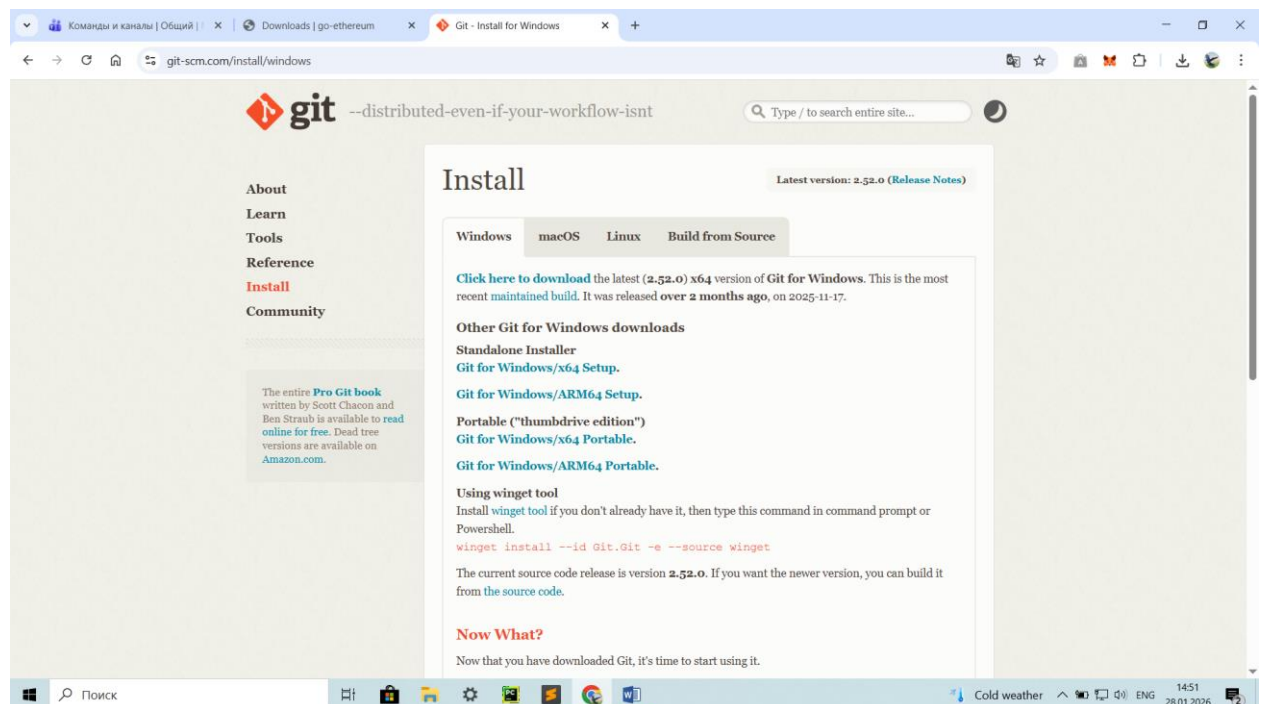 Команды и каналы | Общий |
Downloads | go-ethereum
Git - Install for Windows
git-scm.com/install/windows
git --distributed-even-if-your-workflow-isnt
Type / to search entire site...
About
Learn
Tools
Reference
Install
Community
The entire Pro Git book
written by Scott Chacon and
Ben Straub is available to read
online for free. Dead tree
versions are available on
Amazon.com.
Install
Latest version: 2.52.0 (Release Notes)
Windows macOS Linux Build from Source
Click here to download the latest (2.52.0) x64 version of Git for Windows. This is the most
recent maintained build. It was released over 2 months ago, on 2025-11-17.
Other Git for Windows downloads
Standalone Installer
Git for Windows/x64 Setup.
Git for Windows/ARM64 Setup.
Portable ("thumbdrive edition")
Git for Windows/x64 Portable.
Git for Windows/ARM64 Portable.
Using winget tool
Install winget tool if you don't already have it, then type this command in command prompt or
Powershell.
winget install --id Git.Git -e --source winget
The current source code release is version 2.52.0. If you want the newer version, you can build it
from the source code.
Now What?
Now that you have downloaded Git, it's time to start using it.
Поиск
Cold weather
ENG
14:51
28.01.2026